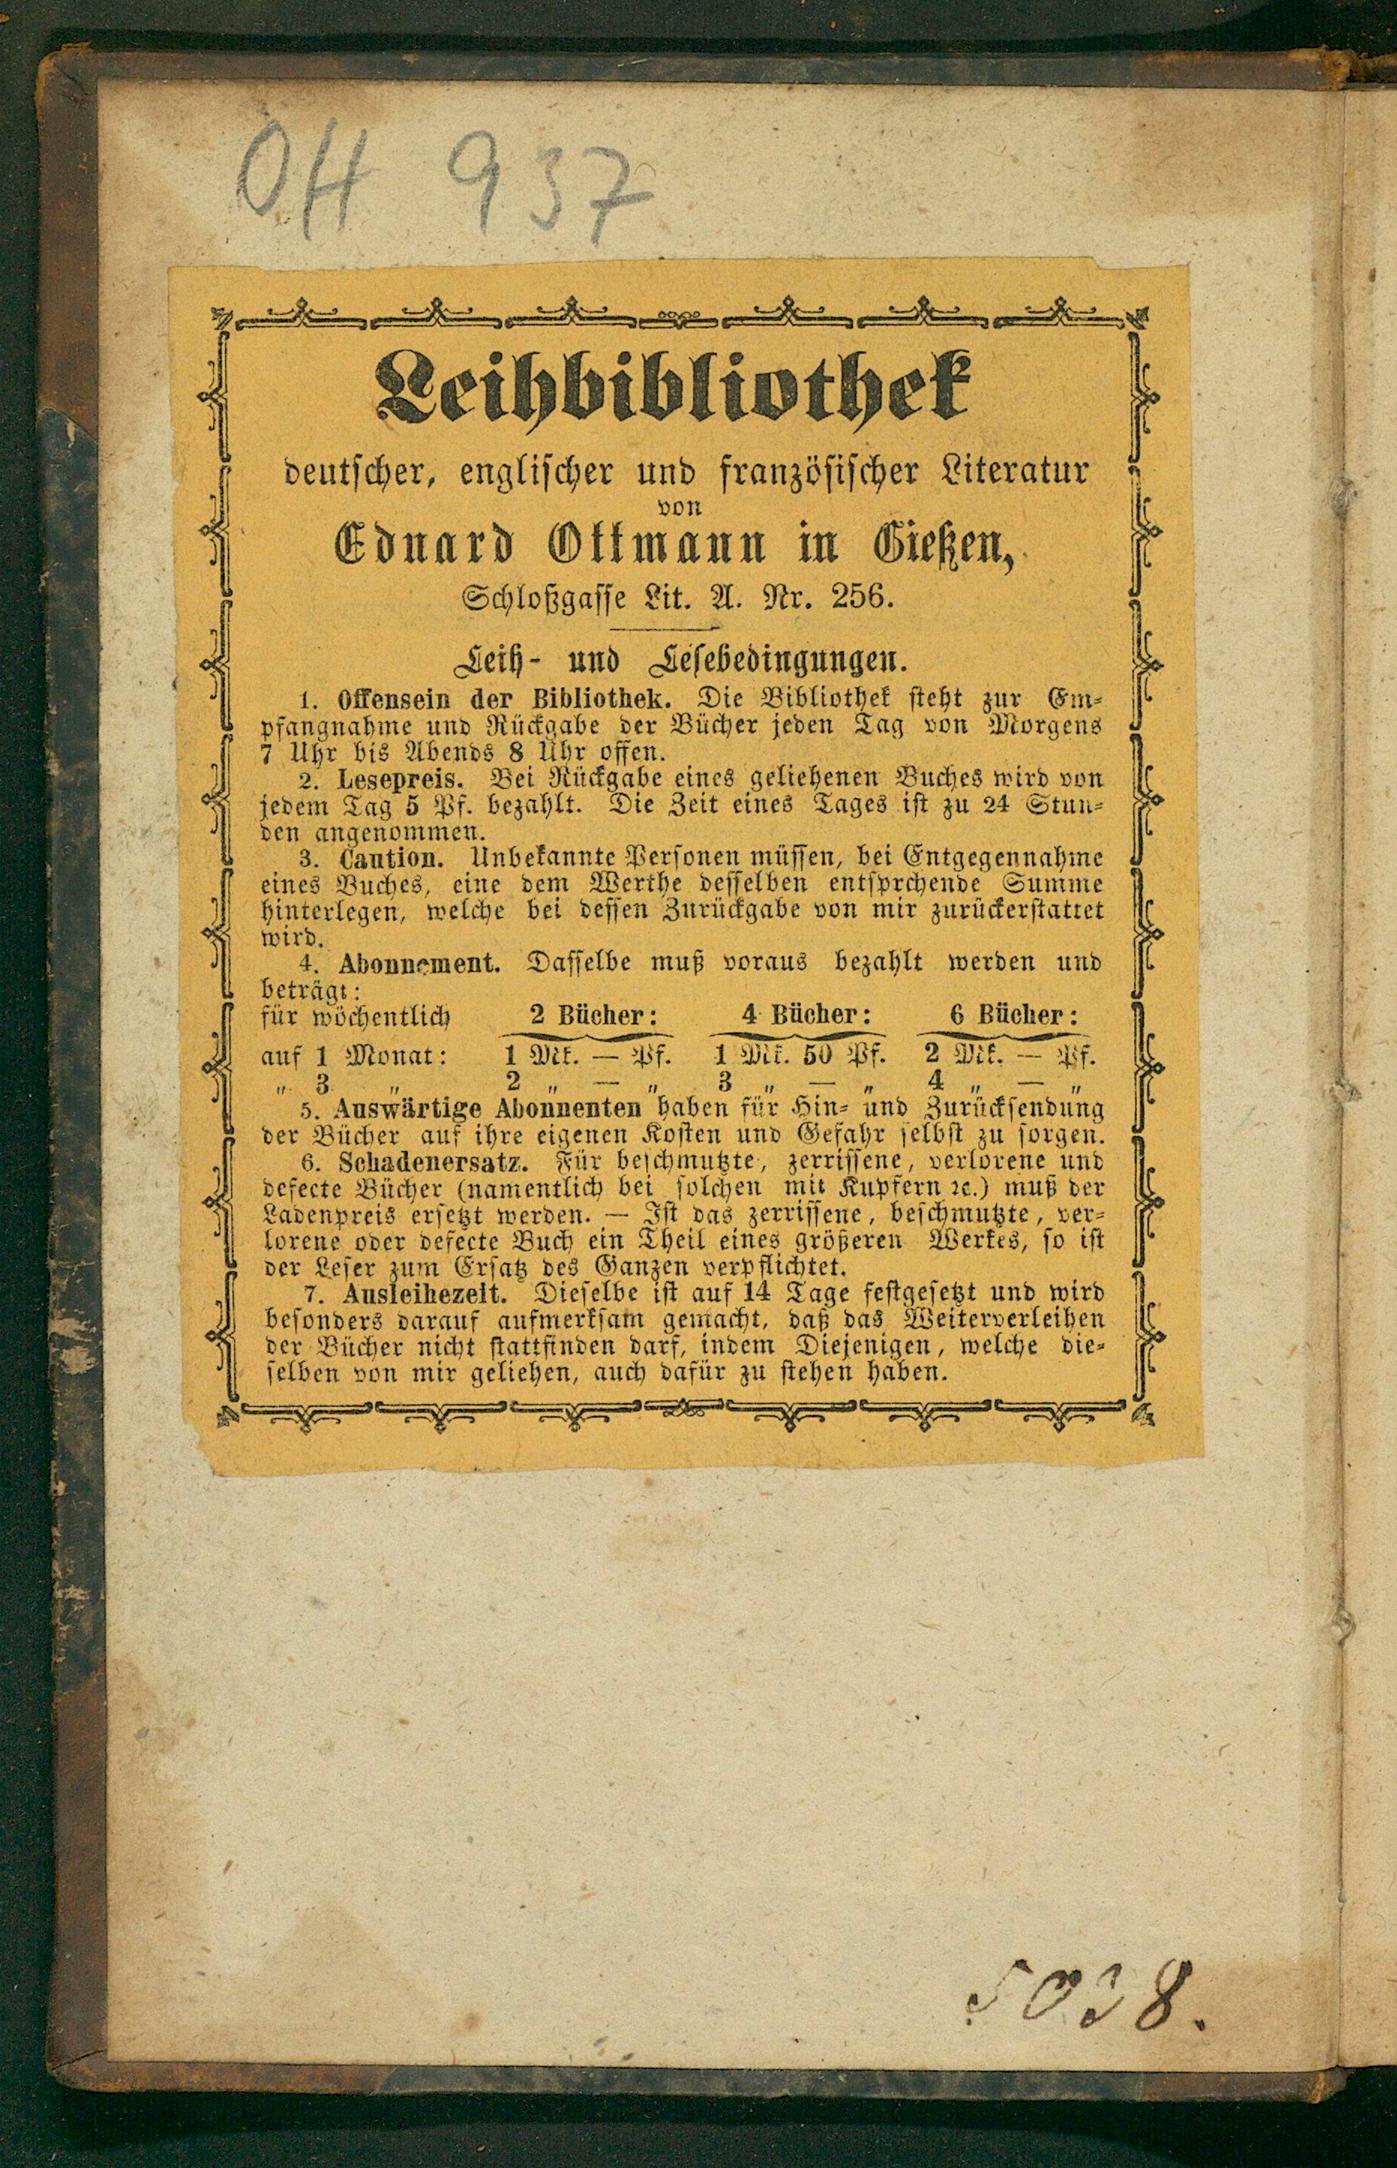 OH 937
Leihbibliothek
deutscher, englischer und französischer Literatur
von
Eduard Ottmann in Gießen,
Schloßgasse Lit. A. Nr. 256.
Leih- und Lesebedingungen.
1. Offensein der Bibliothek. Die Bibliothek steht zur Em-
pfangnahme und Rückgabe der Bücher jeden Tag von Morgens
7 Uhr bis Abends 8 Uhr offen.
2. Lesepreis. Bei Rückgabe eines geliehenen Buches wird von
jedem Tag 5 Pf. bezahlt. Die Zeit eines Tages ist zu 24 Stun-
den angenommen.
3. Caution. Unbekannte Personen müssen, bei Entgegennahme
eines Buches, eine dem Werthe desselben entsprchende Summe
hinterlegen, welche bei dessen Zurückgabe von mir zurückerstattet
wird.
4. Abonnement. Dasselbe muß voraus bezahlt werden und
beträgt:
für wöchentlich 2 Bücher: 4 Bücher: 6 Bücher:
auf 1 Monat: 1 Mk. — Pf. 1 Mk. 50 Pf. 2 Mk. — Pf.
„ 3 „ 2 „ — „ 3 „ — „ 4 „ — „
5. Auswärtige Abonnenten haben für Hin- und Zurücksendung
der Bücher auf ihre eigenen Kosten und Gefahr selbst zu sorgen.
6. Schadenersatz. Für beschmutzte, zerrissene, verlorene und
defecte Bücher (namentlich bei solchen mit Kupfern ꝛc.) muß der
Ladenpreis ersetzt werden. — Ist das zerrissene, beschmutzte, ver-
lorene oder defecte Buch ein Theil eines größeren Werkes, so ist
der Leser zum Ersatz des Ganzen verpflichtet.
7. Ausleihezeit. Dieselbe ist auf 14 Tage festgesetzt und wird
besonders darauf aufmerksam gemacht, daß das Weiterverleihen
der Bücher nicht stattfinden darf, indem Diejenigen, welche die-
selben von mir geliehen, auch dafür zu stehen haben.
5038.